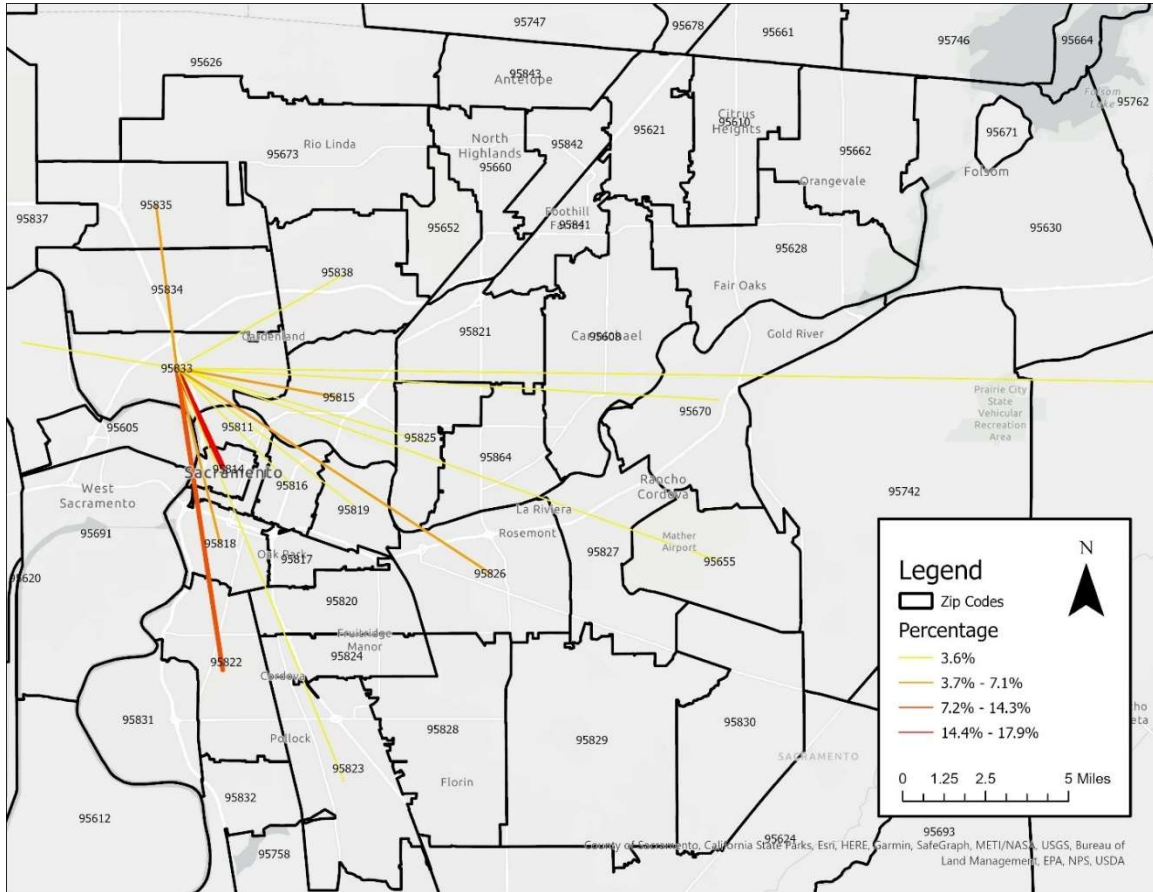 95747
95678
95661
95746
95664
95626
95843
Antelope
Folsom
Lake
95762
95621
Citrus
95610
Heights
95671
Rio Linda
95673
North
Highlands
95660
95842
95662
Orangevale
Folsom
95837
95835
95652
Foothill
Farms
95841
95630
95838
95628
95834
Fair Oaks
Gardenland
95821
Carmichael
95608
Gold River
95833
95815
95670
Prairie City
State
Vehicular
Recreation
Area
95605
95811
95825
95864
95814
Sacramento
95816
Rancho
Cordova
West
Sacramento
95742
95819
La Riviera
95691
Rosemont
95818
Oak Park
95817
95827
Mather
Airport
95655
95620
95826
95820
Fruitridge
Manor
95822
95824
95831
95828
95829
95830
Pollock
SACRAMENTO
95823
Florin
95832
95612
95758
95624
95693
Legend
Zip Codes
Percentage
3.6%
3.7% - 7.1%
7.2% - 14.3%
14.4% - 17.9%
N
0 1.25 2.5 5 Miles
County of Sacramento, California State Parks, Esri, HERE, Garmin, SafeGraph, METI/NASA, USGS, Bureau of
Land Management, EPA, NPS, USDA